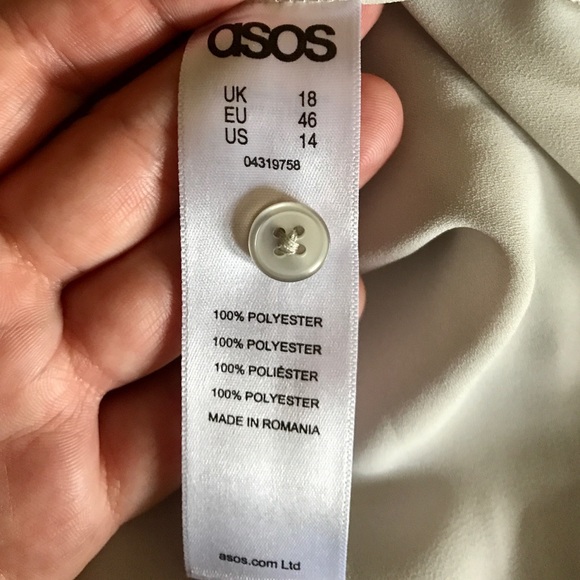 asos
UK 18
EU 46
US 14
04319758
100% POLYESTER
100% POLYESTER
100% POLIÉSTER
100% POLYESTER
MADE IN ROMANIA
asos.com Ltd